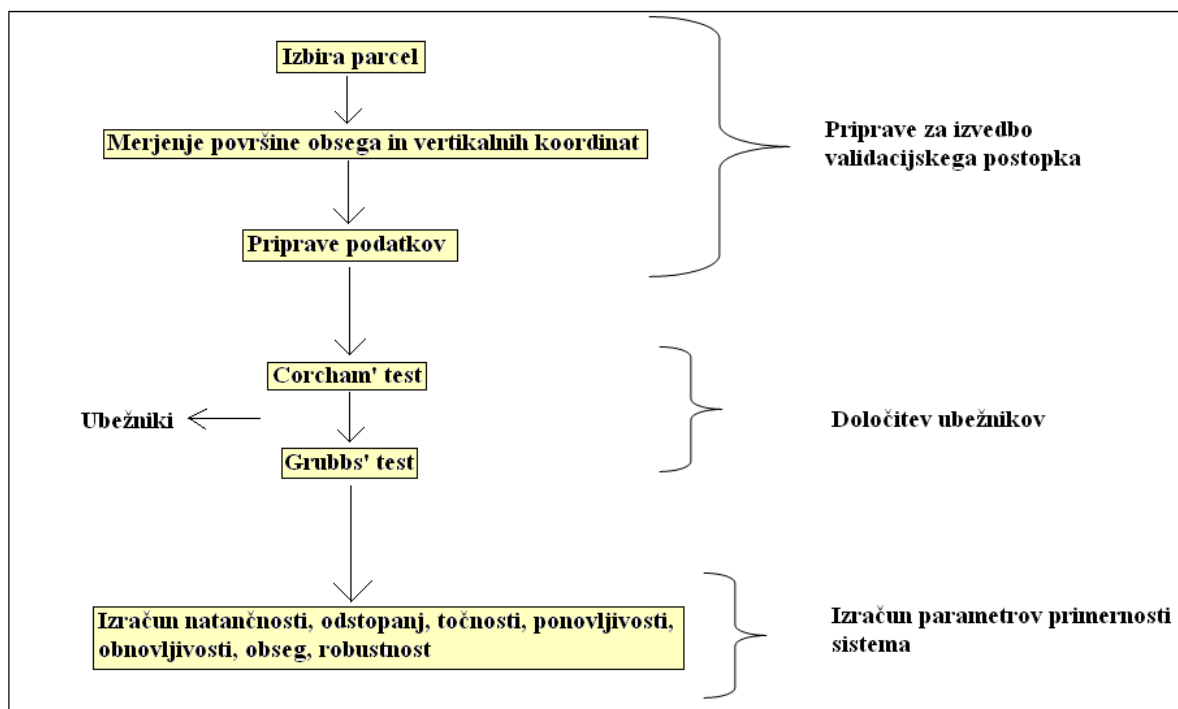 Izbira parcel
Merjenje površine obsega in vertikalnih koordinat
Priprave za izvedbo
validacijskega postopka
Priprave podatkov
Corcham' test
Ubežniki
Določitev ubežnikov
Grubbs' test
Izračun natančnosti, odstopanj, točnosti, ponovljivosti,
obnovljivosti, obseg, robustnost
Izračun parametrov primernosti
sistema